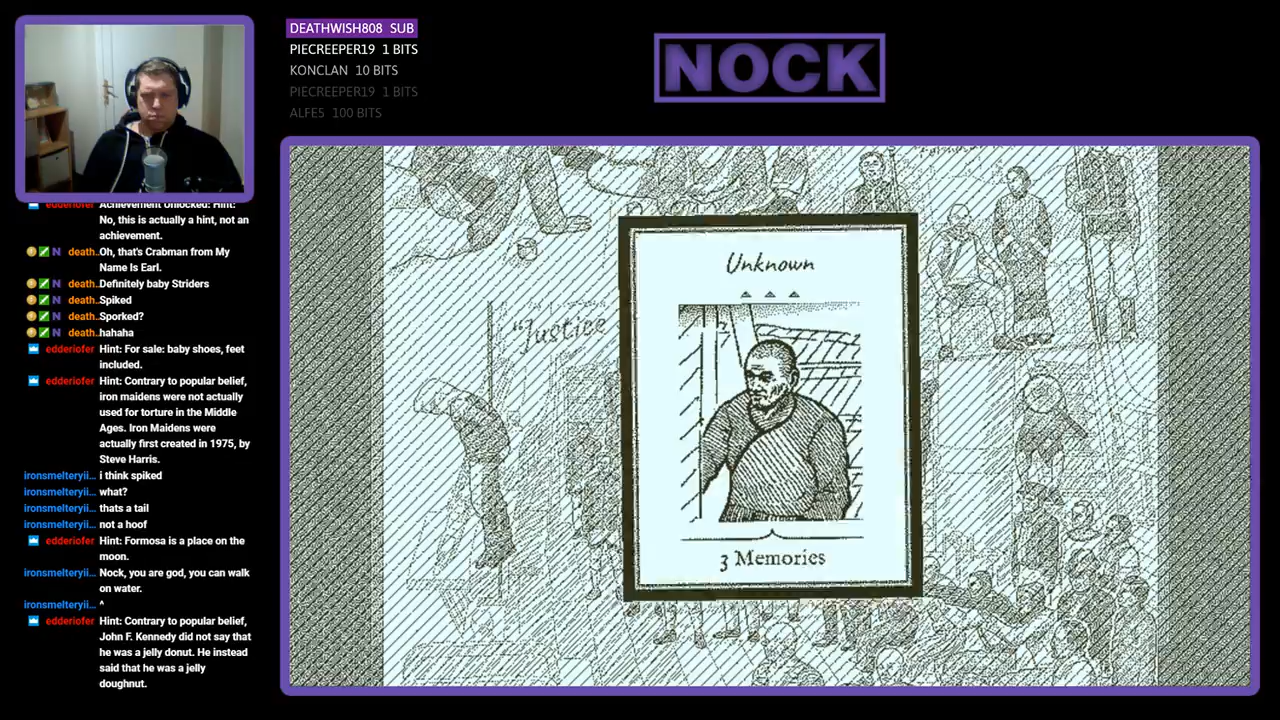 DEATHWISH808 SUB
PIECREEPER19 1 BITS
KONCLAN 10 BITS
PIECREEPER19 1 BITS
ALFE5 100 BITS
NOCK
edderiofer Achievement Unlocked: Hint:
No, this is actually a hint, not an
achievement.
death.. Oh, that's Crabman from My
Name Is Earl.
death.. Definitely baby Striders
death.. Spiked
death.. Sporked?
death.. hahaha
edderiofer Hint: For sale: baby shoes, feet
included.
edderiofer Hint: Contrary to popular belief,
iron maidens were not actually
used for torture in the Middle
Ages. Iron Maidens were
actually first created in 1975, by
Steve Harris.
ironsmelteryii... i think spiked
ironsmelteryii... what?
ironsmelteryii... thats a tail
ironsmelteryii... not a hoof
edderiofer Hint: Formosa is a place on the
moon.
ironsmelteryii... Nock, you are god, you can walk
on water.
ironsmelteryii... ^
edderiofer Hint: Contrary to popular belief,
John F. Kennedy did not say that
he was a jelly donut. He instead
said that he was a jelly
doughnut.
"Justice
Unknown
3 Memories